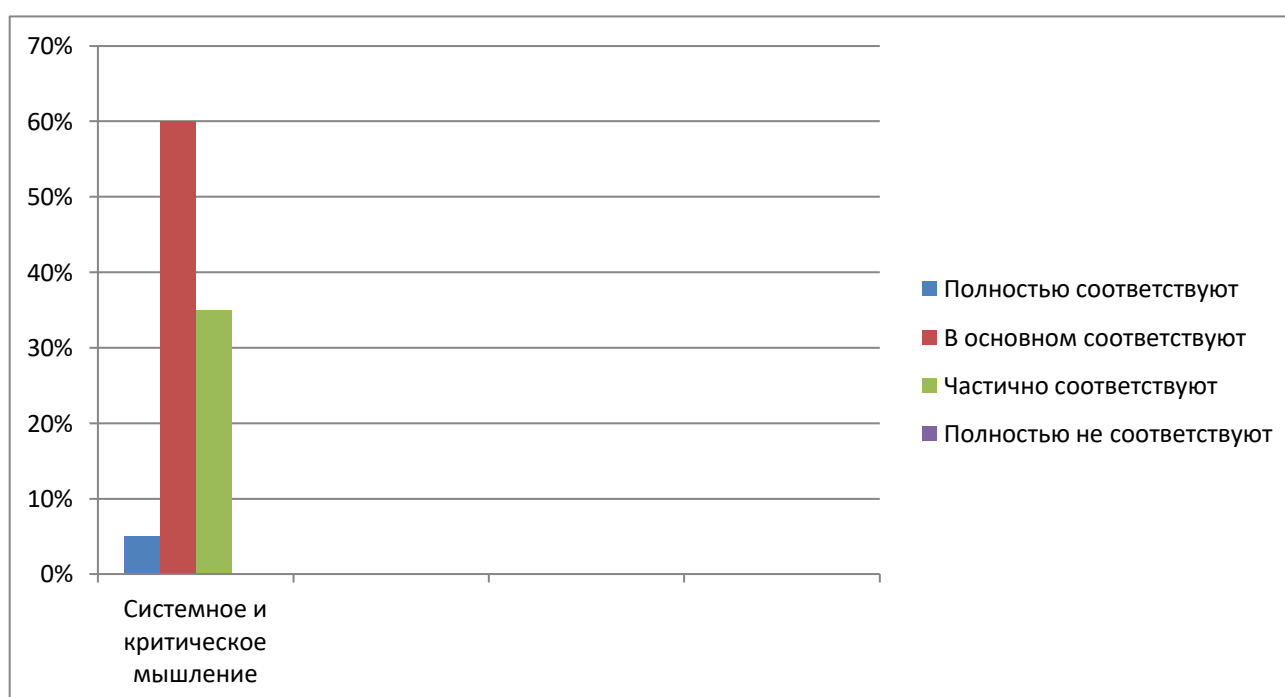 70%
60%
50%
40%
30%
20%
10%
0%
Системное и
критическое
мышление
Полностью соответствуют
В основном соответствуют
Частично соответствуют
Полностью не соответствуют